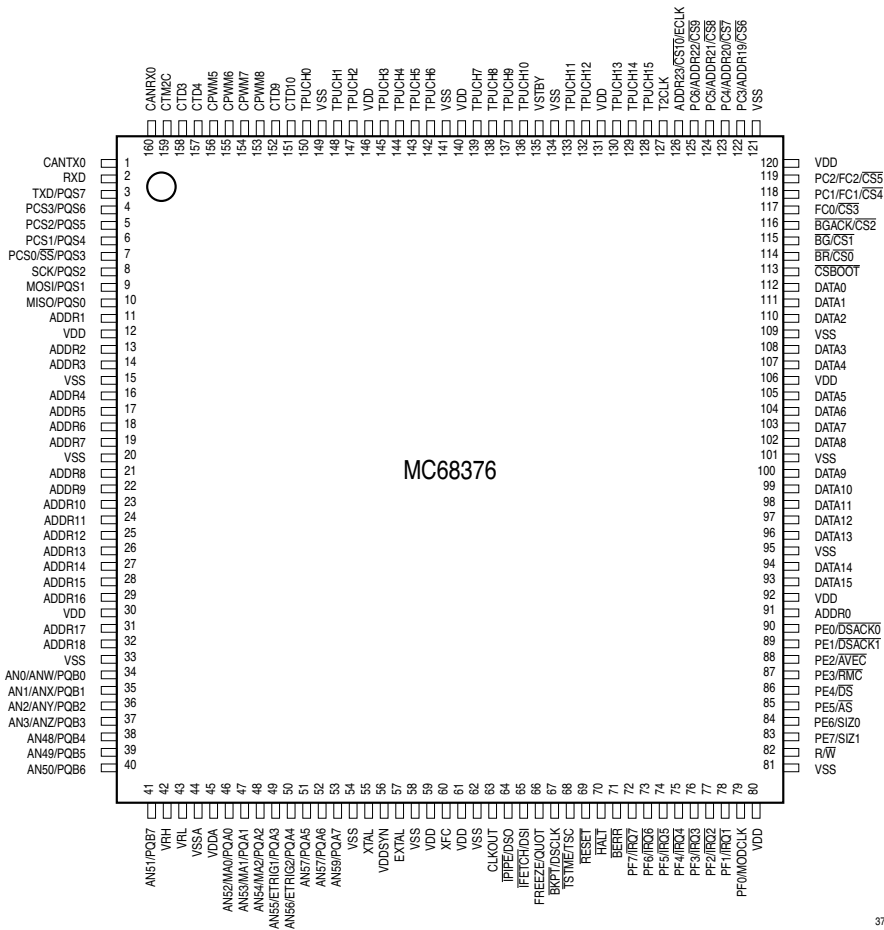 CANRX0
CTM2C
CTD3
CTD4
CPWM5
CPWM6
CPWM7
CPWM8
CTD9
CTD10
TPUCH0
VSS
TPUCH1
TPUCH2
VDD
TPUCH3
TPUCH4
TPUCH5
TPUCH6
VSS
VDD
TPUCH7
TPUCH8
TPUCH9
TPUCH10
VSTBY
VSS
TPUCH11
TPUCH12
VDD
TPUCH13
TPUCH14
TPUCH15
T2CLK
ADDR23/CS10/ECLK
PC6/ADDR22/CS9
PC5/ADDR21/CS8
PC4/ADDR20/CS7
PC3/ADDR19/CS6
VSS
160
159
158
157
156
155
154
153
152
151
150
149
148
147
146
145
144
143
142
141
140
139
138
137
136
135
134
133
132
131
130
129
128
127
126
125
124
123
122
121
CANTX0 1
RXD 2
TXD/PQS7 3
PCS3/PQS6 4
PCS2/PQS5 5
PCS1/PQS4 6
PCS0/SS/PQS3 7
SCK/PQS2 8
MOSI/PQS1 9
MISO/PQS0 10
ADDR1 11
VDD 12
ADDR2 13
ADDR3 14
VSS 15
ADDR4 16
ADDR5 17
ADDR6 18
ADDR7 19
VSS 20
ADDR8 21
ADDR9 22
ADDR10 23
ADDR11 24
ADDR12 25
ADDR13 26
ADDR14 27
ADDR15 28
ADDR16 29
VDD 30
ADDR17 31
ADDR18 32
VSS 33
AN0/ANW/PQB0 34
AN1/ANX/PQB1 35
AN2/ANY/PQB2 36
AN3/ANZ/PQB3 37
AN48/PQB4 38
AN49/PQB5 39
AN50/PQB6 40
MC68376
120 VDD
119 PC2/FC2/CS5
118 PC1/FC1/CS4
117 FC0/CS3
116 BGACK/CS2
115 BG/CS1
114 BR/CS0
113 CSBOOT
112 DATA0
111 DATA1
110 DATA2
109 VSS
108 DATA3
107 DATA4
106 VDD
105 DATA5
104 DATA6
103 DATA7
102 DATA8
101 VSS
100 DATA9
99 DATA10
98 DATA11
97 DATA12
96 DATA13
95 VSS
94 DATA14
93 DATA15
92 VDD
91 ADDR0
90 PE0/DSACK0
89 PE1/DSACK1
88 PE2/AVEC
87 PE3/RMC
86 PE4/DS
85 PE5/AS
84 PE6/SIZ0
83 PE7/SIZ1
82 R/W
81 VSS
41
42
43
44
45
46
47
48
49
50
51
52
53
54
55
56
57
58
59
60
61
62
63
64
65
66
67
68
69
70
71
72
73
74
75
76
77
78
79
80
AN51/PQB7
VRH
VRL
VSSA
VDDA
AN52/MA0/PQA0
AN53/MA1/PQA1
AN54/MA2/PQA2
AN55/ETRIG1/PQA3
AN56/ETRIG2/PQA4
AN57/PQA5
AN57/PQA6
AN59/PQA7
VSS
XTAL
VDDSYN
EXTAL
VSS
VDD
XFC
VDD
VSS
CLKOUT
IPIPE/DSO
IFETCH/DSI
FREEZE/QUOT
BKPT/DSCLK
TSTME/TSC
RESET
HALT
BERR
PF7/IRQ7
PF6/IRQ6
PF5/IRQ5
PF4/IRQ4
PF3/IRQ3
PF2/IRQ2
PF1/IRQ1
PF0/MODCLK
VDD
37